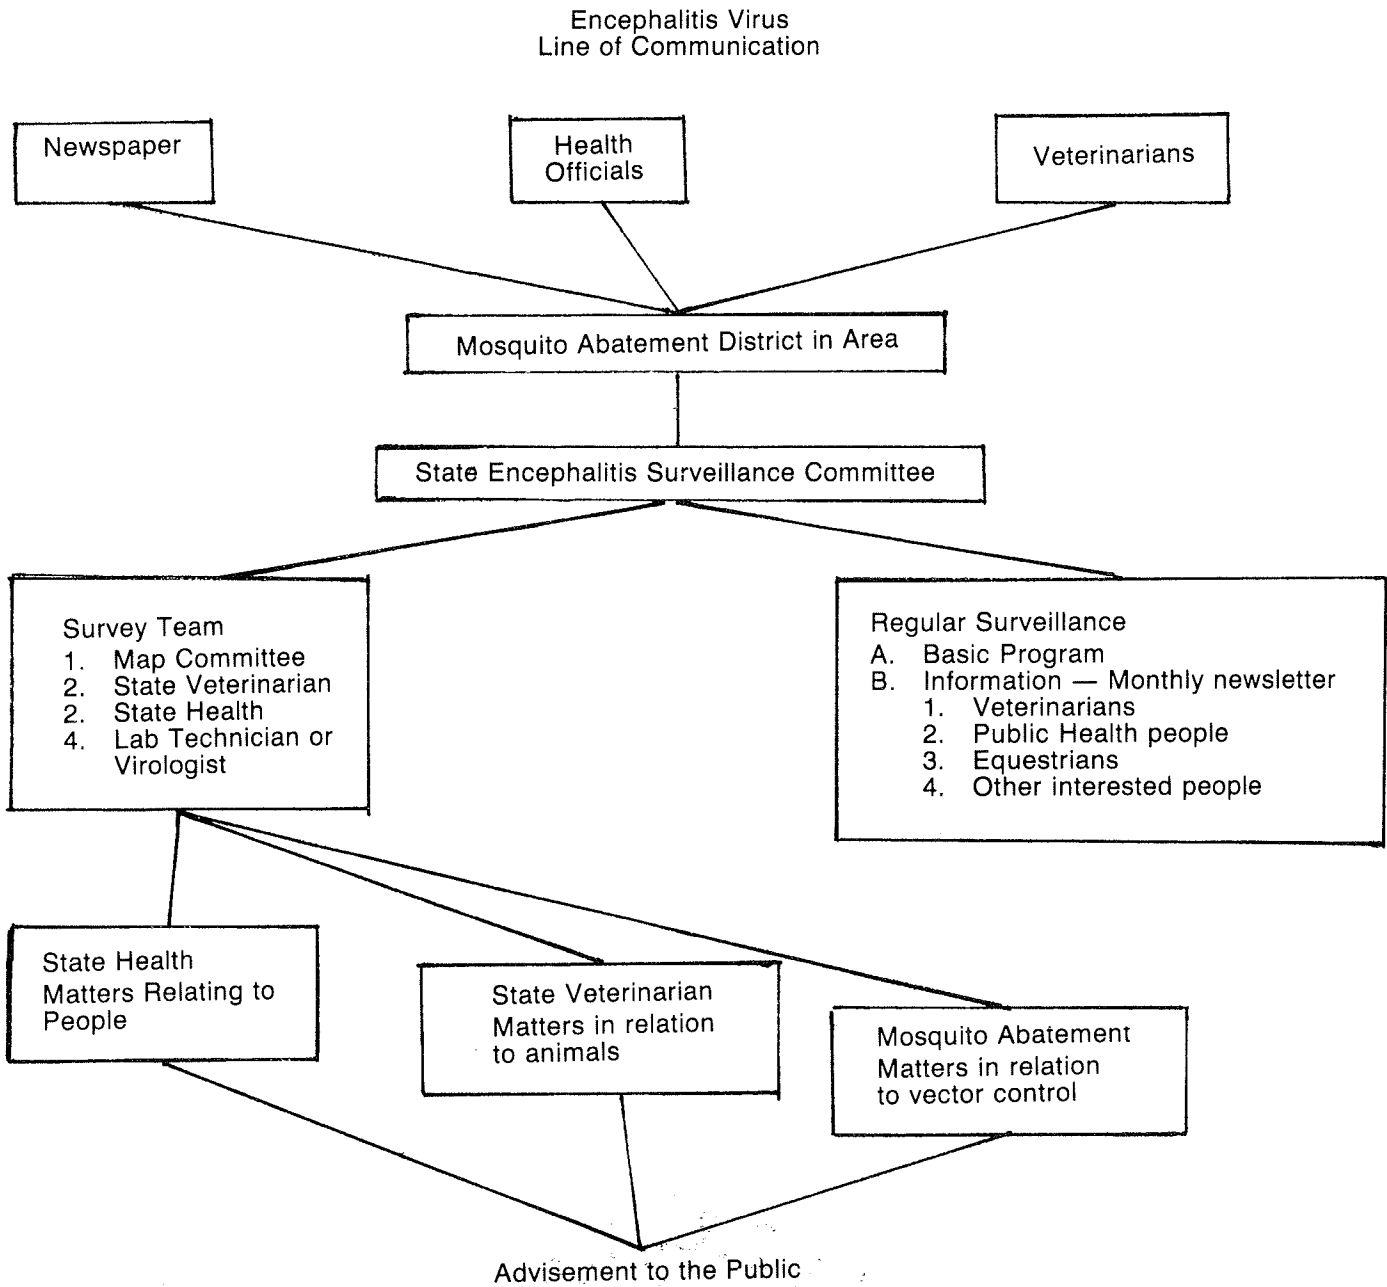 Encephalitis Virus
Line of Communication
Newspaper
Health
Officials
Veterinarians
Mosquito Abatement District in Area
State Encephalitis Surveillance Committee
Survey Team
1. Map Committee
2. State Veterinarian
2. State Health
4. Lab Technician or
Virologist
Regular Surveillance
A. Basic Program
B. Information — Monthly newsletter
1. Veterinarians
2. Public Health people
3. Equestrians
4. Other interested people
State Health
Matters Relating to
People
State Veterinarian
Matters in relation
to animals
Mosquito Abatement
Matters in relation
to vector control
Advisement to the Public